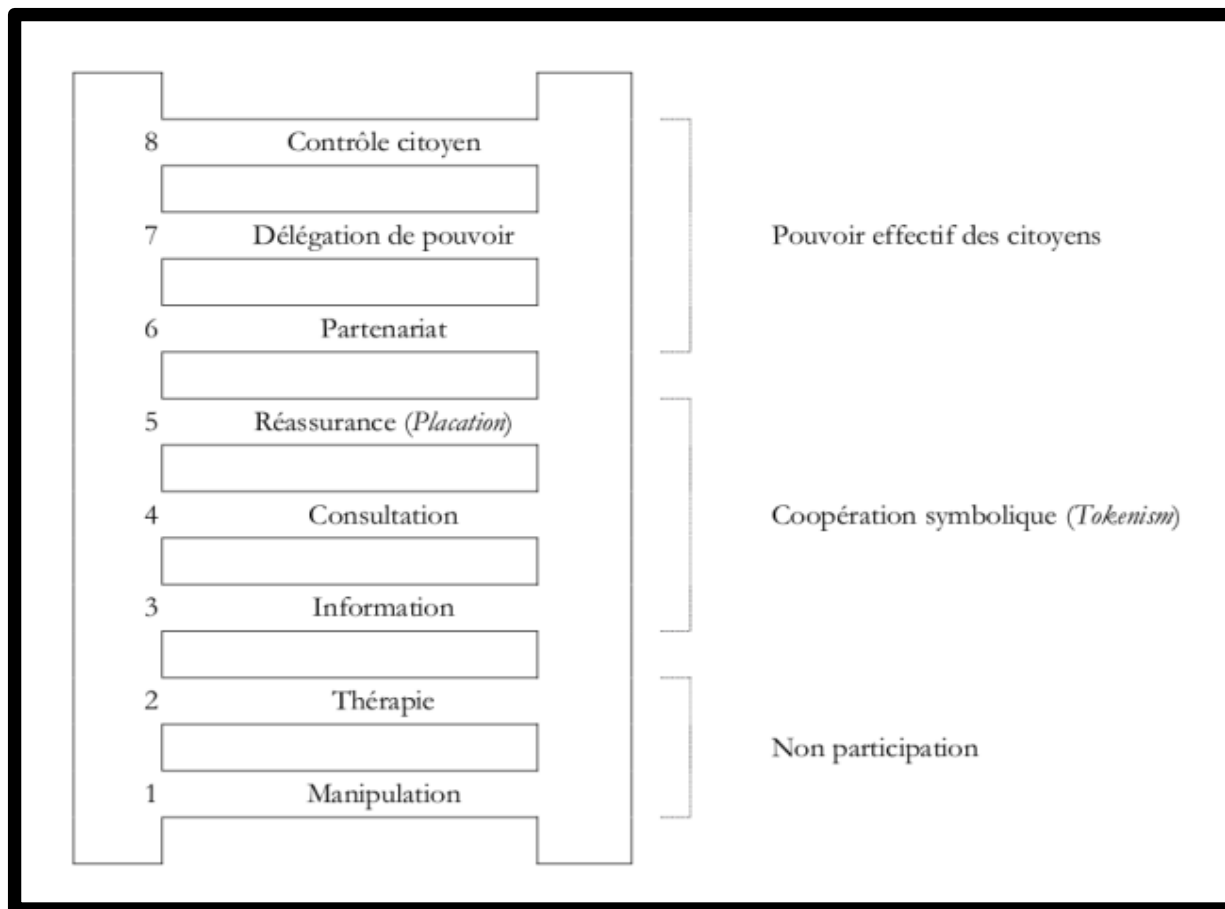 8 Contrôle citoyen
7 Délégation de pouvoir
Pouvoir effectif des citoyens
6 Partenariat
5 Réassurance (Placation)
4 Consultation
Coopération symbolique (Tokenism)
3 Information
2 Thérapie
Non participation
1 Manipulation